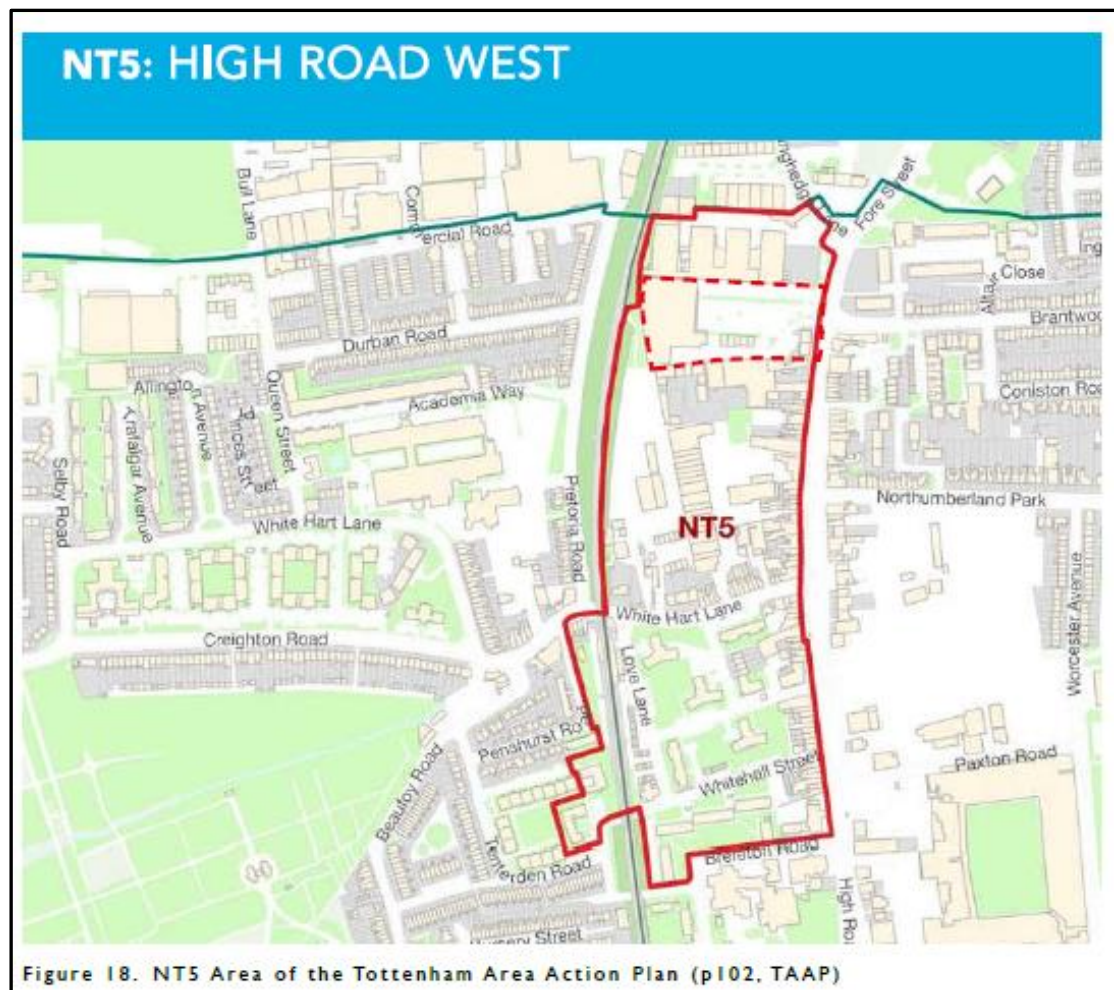 NT5: HIGH ROAD WEST
Bull Lane
Commercial Road
Fore Street
Close
Durban Road
Queen Street
Academia Way
Avenue
Coniston
Selby Road
Trafalgar Avenue
Northumberland Park
White Hart Lane
Pretoria Road
NT5
Worcester Avenue
White Hart Lane
Creighton Road
Love Lane
Penshurst
Whitehall Street
Paxton Road
Beaufoy Road
Brereton Road
Tenterden Road
High
Street
Figure 18. NT5 Area of the Tottenham Area Action Plan (p102, TAAP)